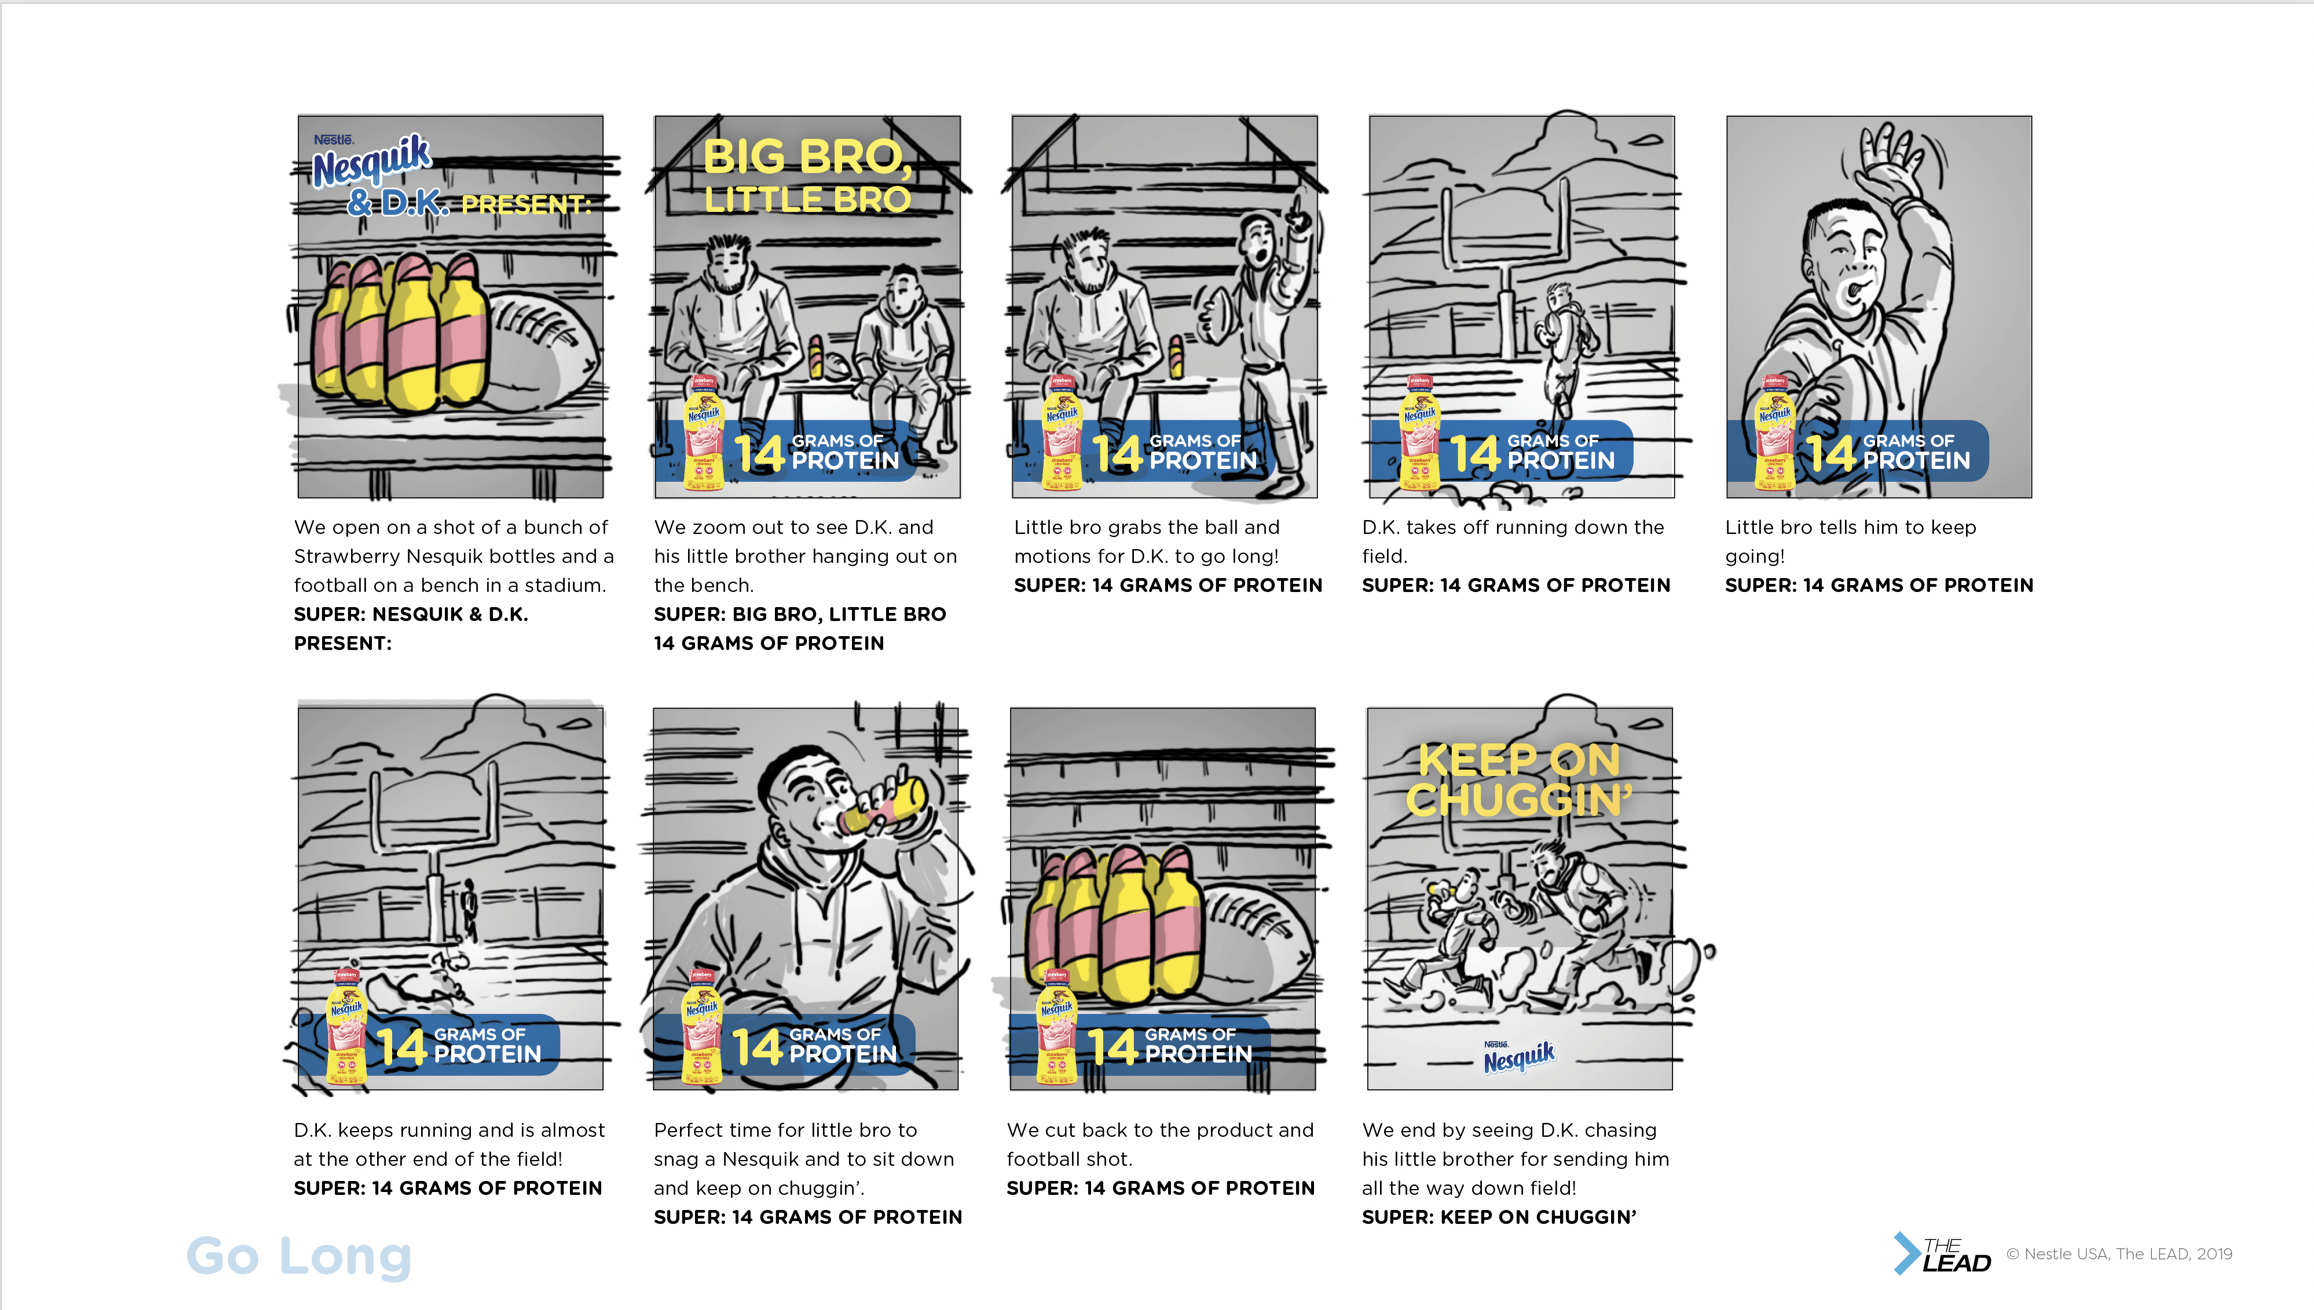 Nestlé.
Nesquik
& D.K. PRESENT:
BIG BRO,
LITTLE BRO
Nesquik
14 GRAMS OF
PROTEIN
Nesquik
14 GRAMS OF
PROTEIN
Nesquik
14 GRAMS OF
PROTEIN
Nesquik
14 GRAMS OF
PROTEIN
We open on a shot of a bunch of
Strawberry Nesquik bottles and a
football on a bench in a stadium.
SUPER: NESQUIK & D.K.
PRESENT:
We zoom out to see D.K. and
his little brother hanging out on
the bench.
SUPER: BIG BRO, LITTLE BRO
14 GRAMS OF PROTEIN
Little bro grabs the ball and
motions for D.K. to go long!
SUPER: 14 GRAMS OF PROTEIN
D.K. takes off running down the
field.
SUPER: 14 GRAMS OF PROTEIN
Little bro tells him to keep
going!
SUPER: 14 GRAMS OF PROTEIN
Nesquik
14 GRAMS OF
PROTEIN
Nesquik
14 GRAMS OF
PROTEIN
Nesquik
14 GRAMS OF
PROTEIN
KEEP ON
CHUGGIN’
Nestlé.
Nesquik
D.K. keeps running and is almost
at the other end of the field!
SUPER: 14 GRAMS OF PROTEIN
Perfect time for little bro to
snag a Nesquik and to sit down
and keep on chuggin’.
SUPER: 14 GRAMS OF PROTEIN
We cut back to the product and
football shot.
SUPER: 14 GRAMS OF PROTEIN
We end by seeing D.K. chasing
his little brother for sending him
all the way down field!
SUPER: KEEP ON CHUGGIN’
Go Long
THE
LEAD
© Nestle USA, The LEAD, 2019